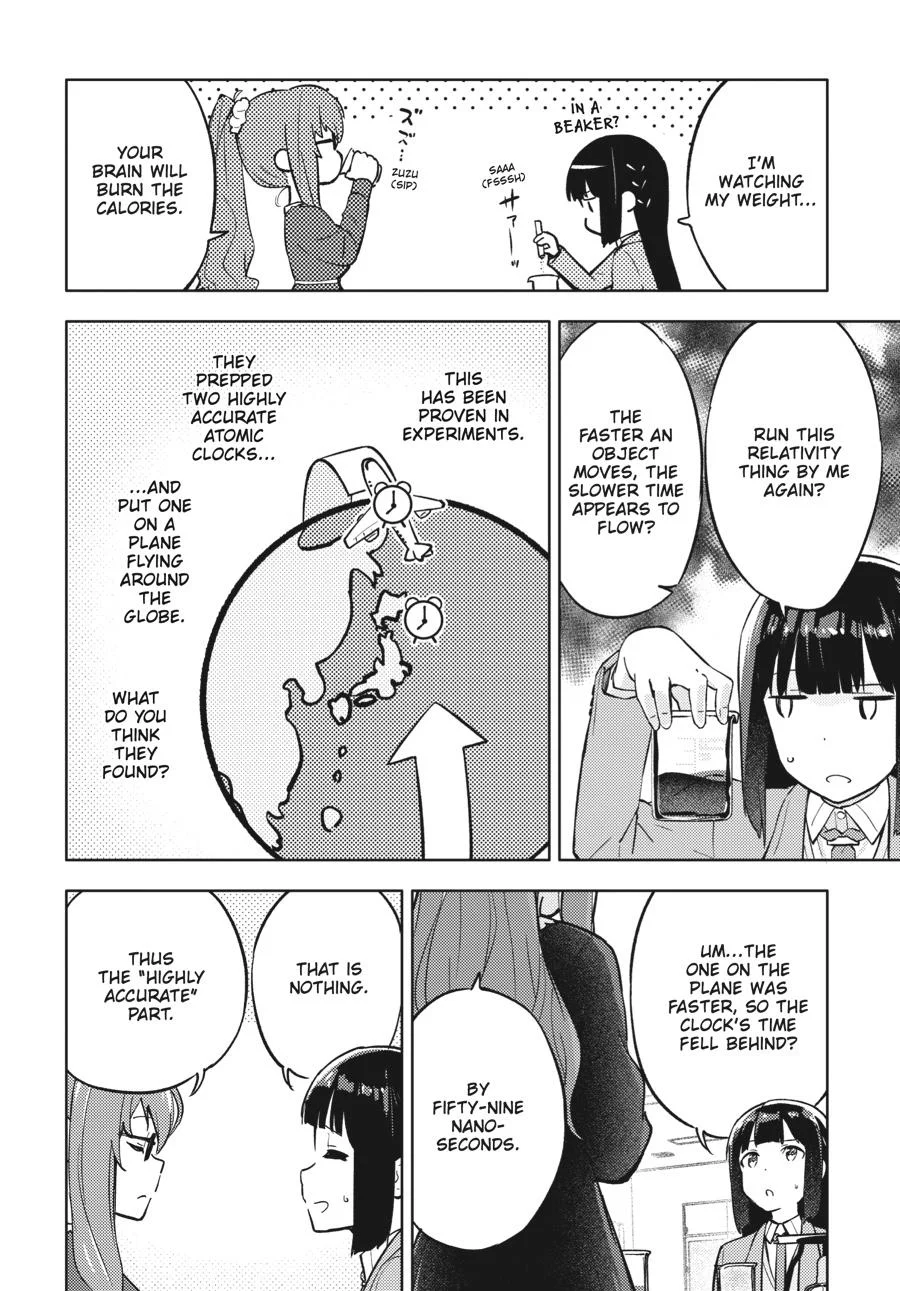 I'M
WATCHING
MY WEIGHT...
IN A
BEAKER?
SAAA
(FSSSH)
サァーッ
ズズ...
ZUZU
(SIP)
YOUR
BRAIN WILL
BURN THE
CALORIES.
RUN THIS
RELATIVITY
THING BY ME
AGAIN?
THE
FASTER AN
OBJECT
MOVES, THE
SLOWER TIME
APPEARS TO
FLOW?
THIS
HAS BEEN
PROVEN IN
EXPERIMENTS.
THEY
PREPPED
TWO HIGHLY
ACCURATE
ATOMIC
CLOCKS...
...AND
PUT ONE
ON A
PLANE
FLYING
AROUND
THE
GLOBE.
WHAT
DO YOU
THINK
THEY
FOUND?
UM...THE
ONE ON THE
PLANE WAS
FASTER, SO THE
CLOCK'S TIME
FELL BEHIND?
BY
FIFTY-NINE
NANO-
SECONDS.
THAT IS
NOTHING.
THUS
THE "HIGHLY
ACCURATE"
PART.